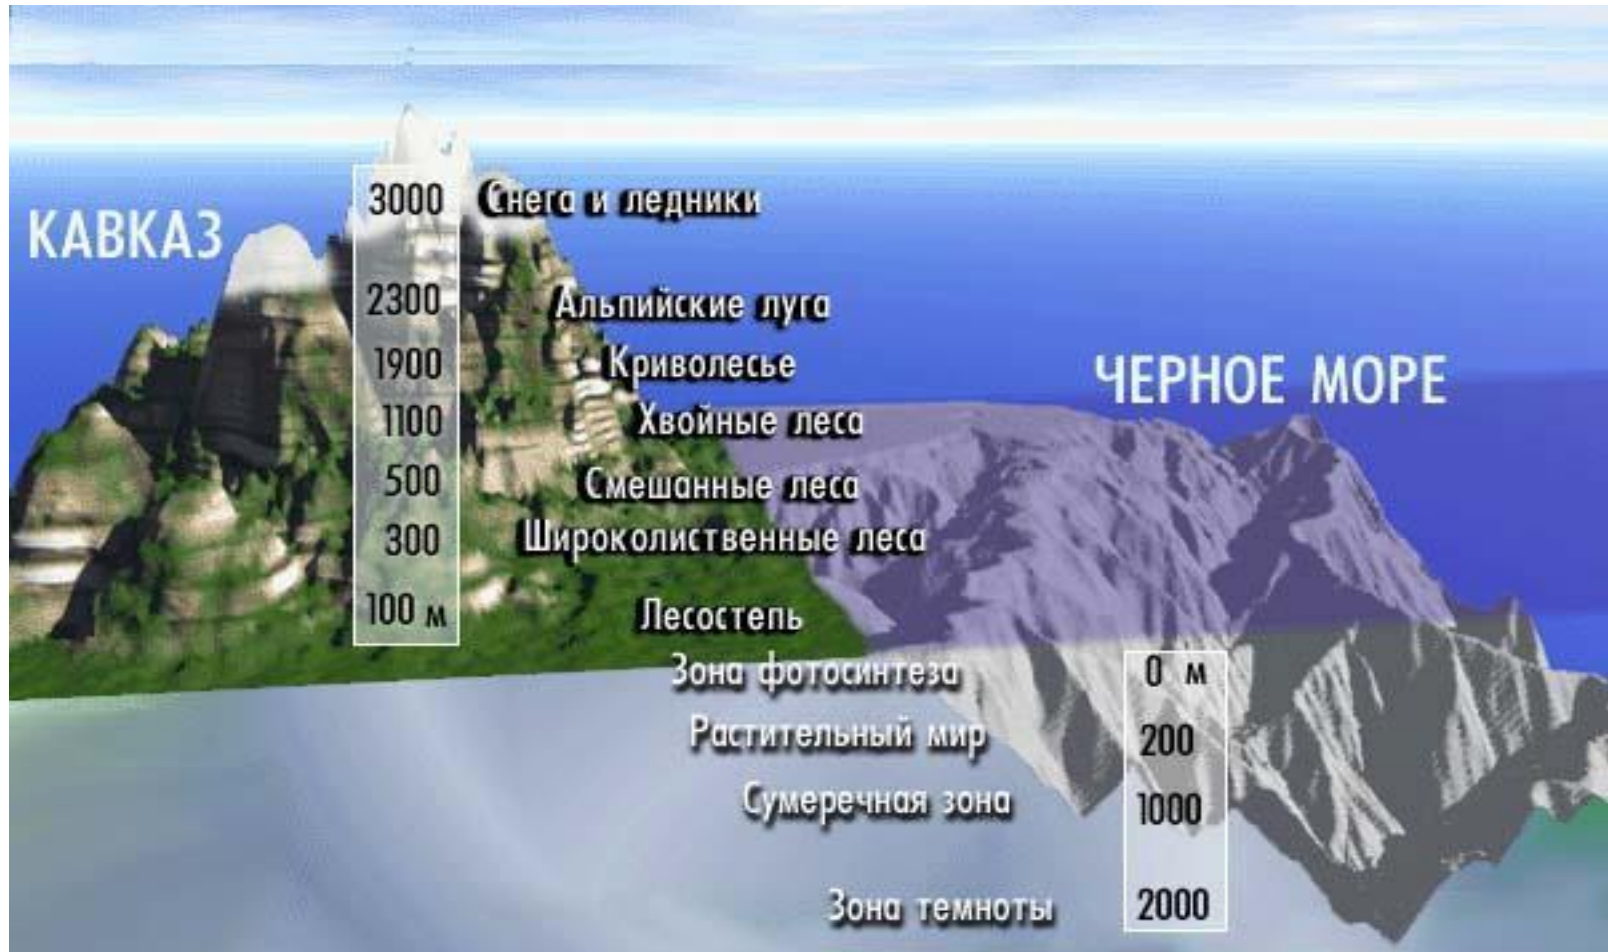 3000 Снега и ледники
КАВКАЗ
2300 Альпийские луга
1900 Криволесье
ЧЕРНОЕ МОРЕ
1100 Хвойные леса
500 Смешанные леса
300 Широколиственные леса
100 м Лесостепь
Зона фотосинтеза 0 м
Растительный мир 200
Сумеречная зона 1000
Зона темноты 2000